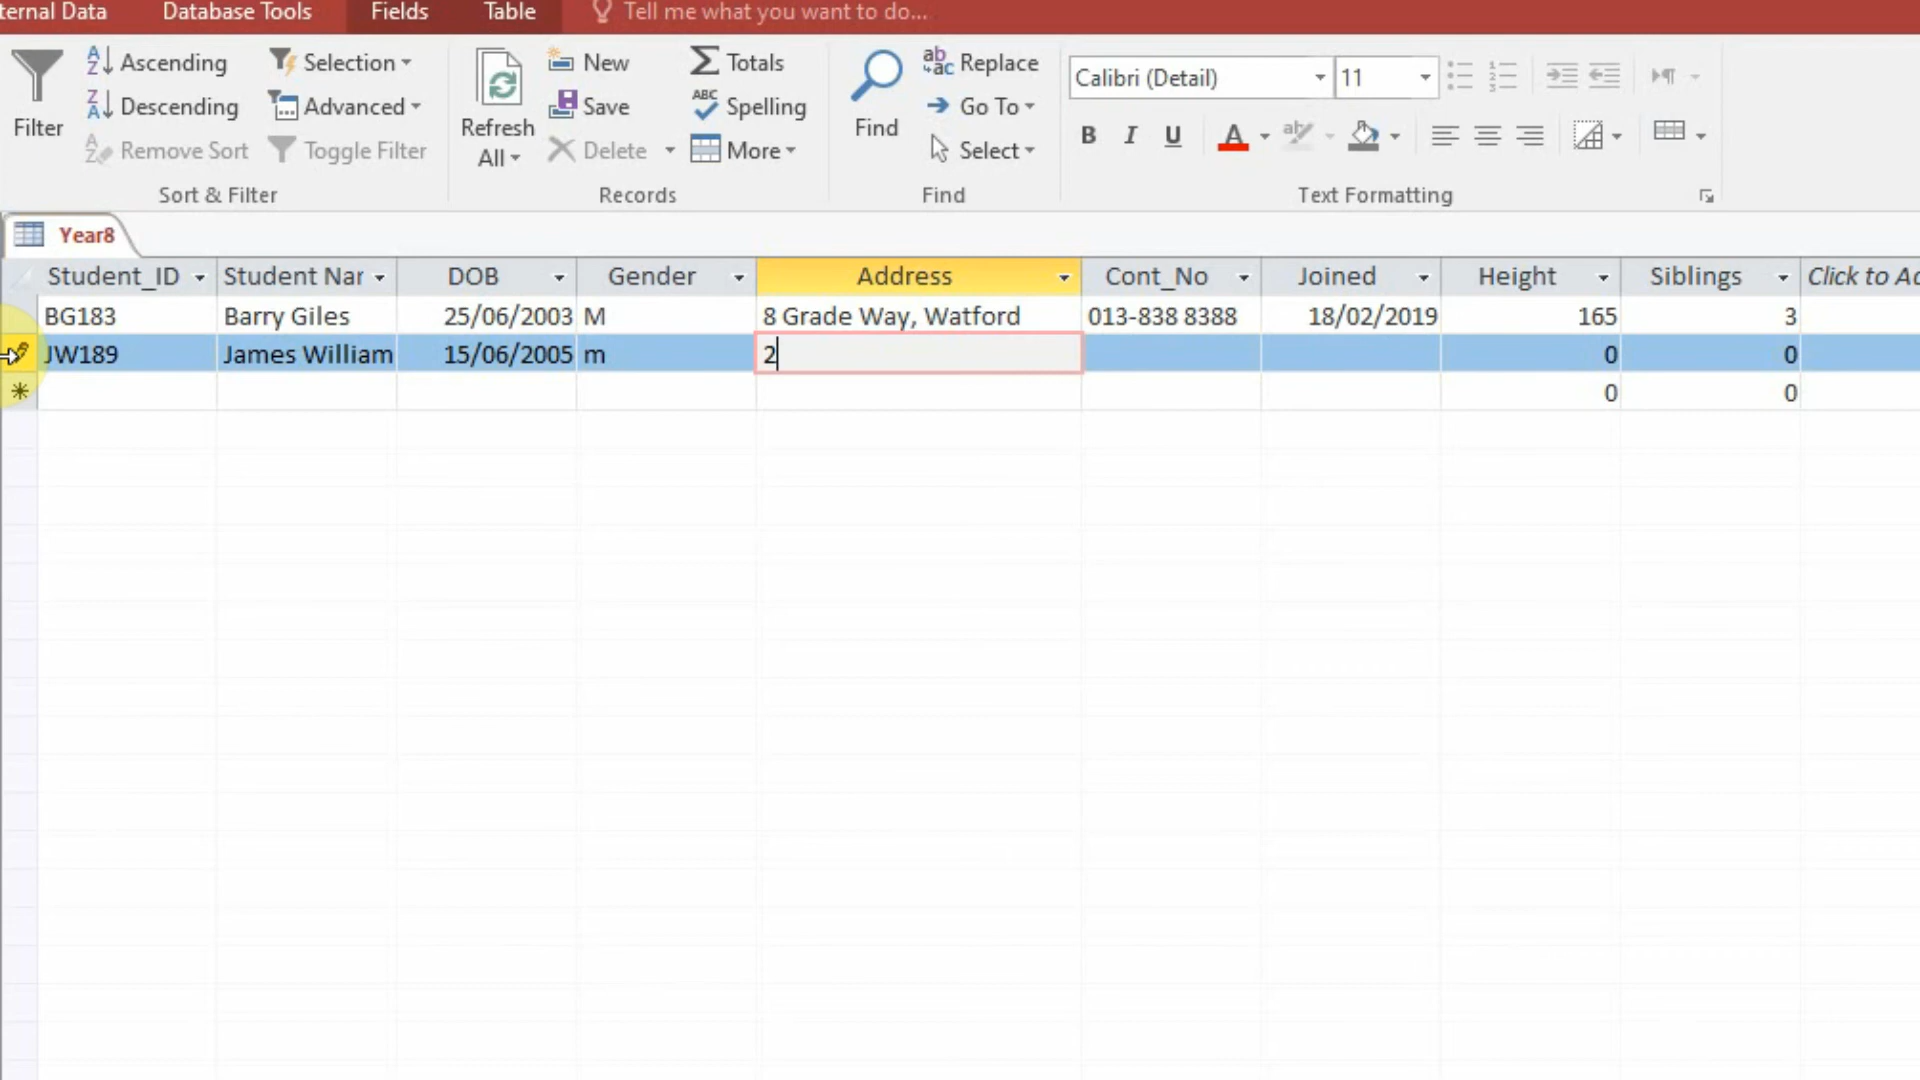 ternal Data Database Tools Fields Table Tell me what you want to do...
Filter Ascending Descending Remove Sort Selection Advanced Toggle Filter
Sort & Filter
Refresh All New Save Delete Totals Spelling More
Records
Find Replace Go To Select
Find
Calibri (Detail) 11
B I U A
Text Formatting
Year8
Student_ID Student Nar DOB Gender Address Cont_No Joined Height Siblings Click to Ac
BG183 Barry Giles 25/06/2003 M 8 Grade Way, Watford 013-838 8388 18/02/2019 165 3
JW189 James William 15/06/2005 m 2 0 0
0 0